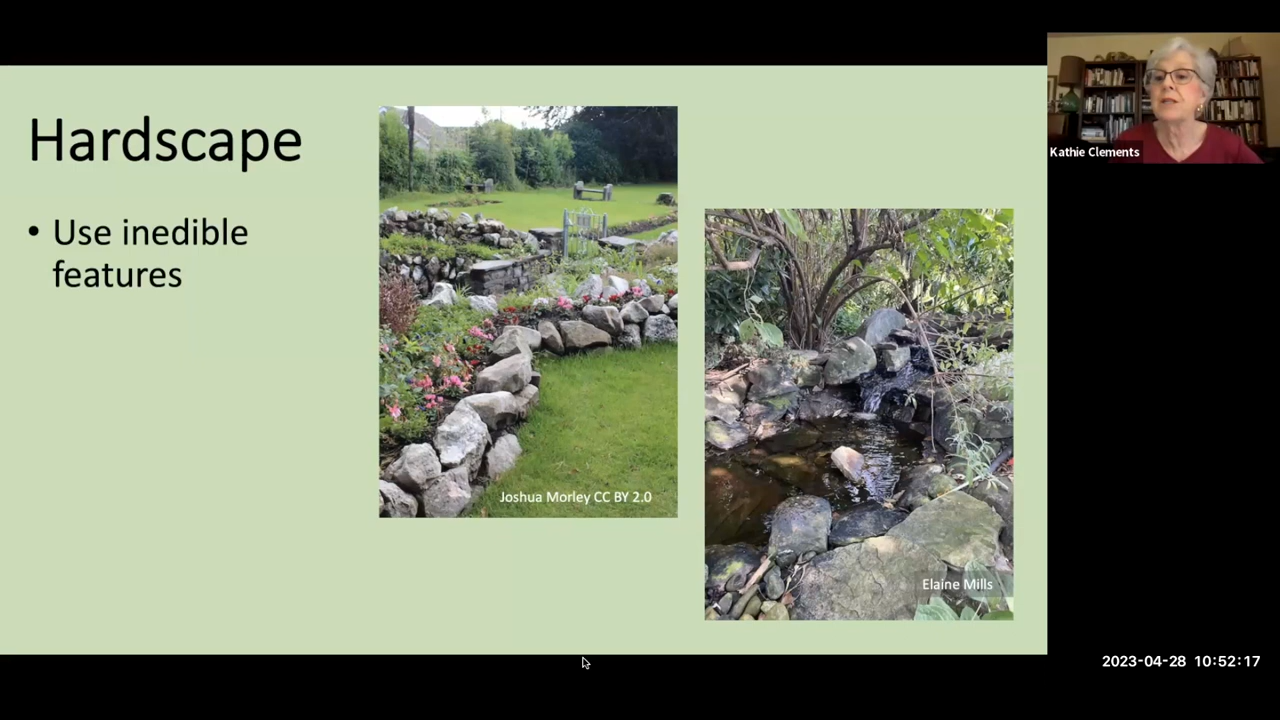 Hardscape
• Use inedible
features
Joshua Morley CC BY 2.0
Elaine Mills
Kathie Clements
2023-04-28 10:52:17